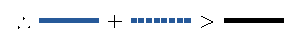 ∴ + >